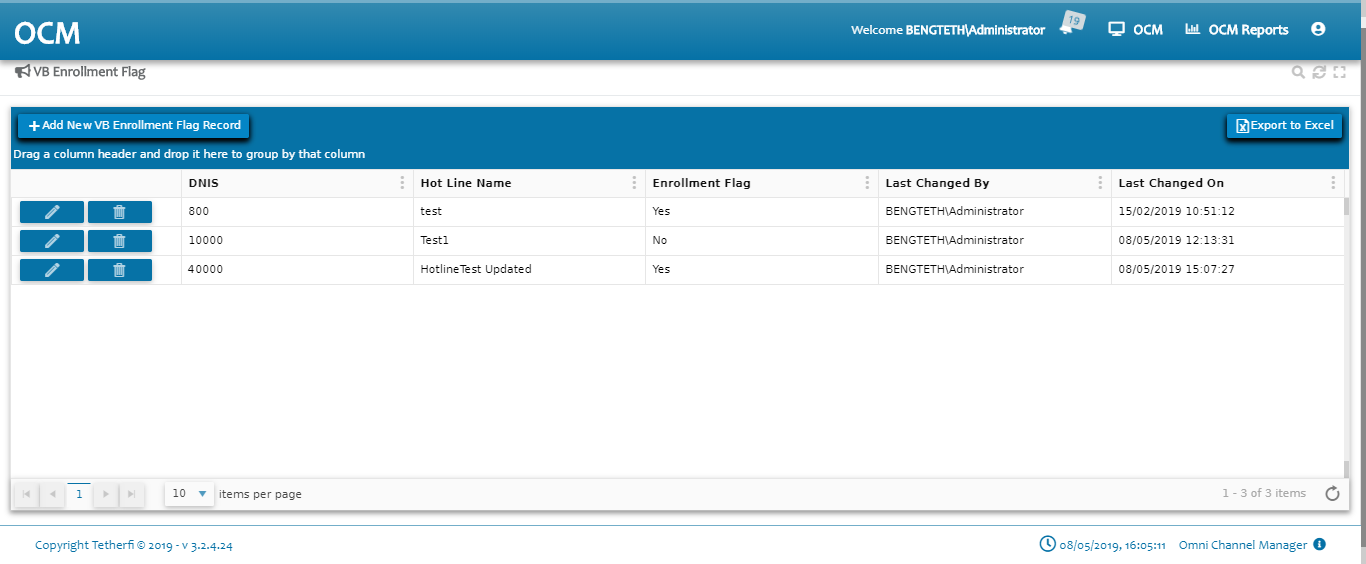 OCM
Welcome BENGTETH\Administrator 19 OCM OCM Reports
VB Enrollment Flag
Add New VB Enrollment Flag Record Export to Excel
Drag a column header and drop it here to group by that column
DNIS Hot Line Name Enrollment Flag Last Changed By Last Changed On
800 test Yes BENGTETH\Administrator 15/02/2019 10:51:12
10000 Test1 No BENGTETH\Administrator 08/05/2019 12:13:31
40000 HotlineTest Updated Yes BENGTETH\Administrator 08/05/2019 15:07:27
1 10 items per page 1 - 3 of 3 items
Copyright Tetherfi © 2019 - v 3.2.4.24 08/05/2019, 16:05:11 Omni Channel Manager